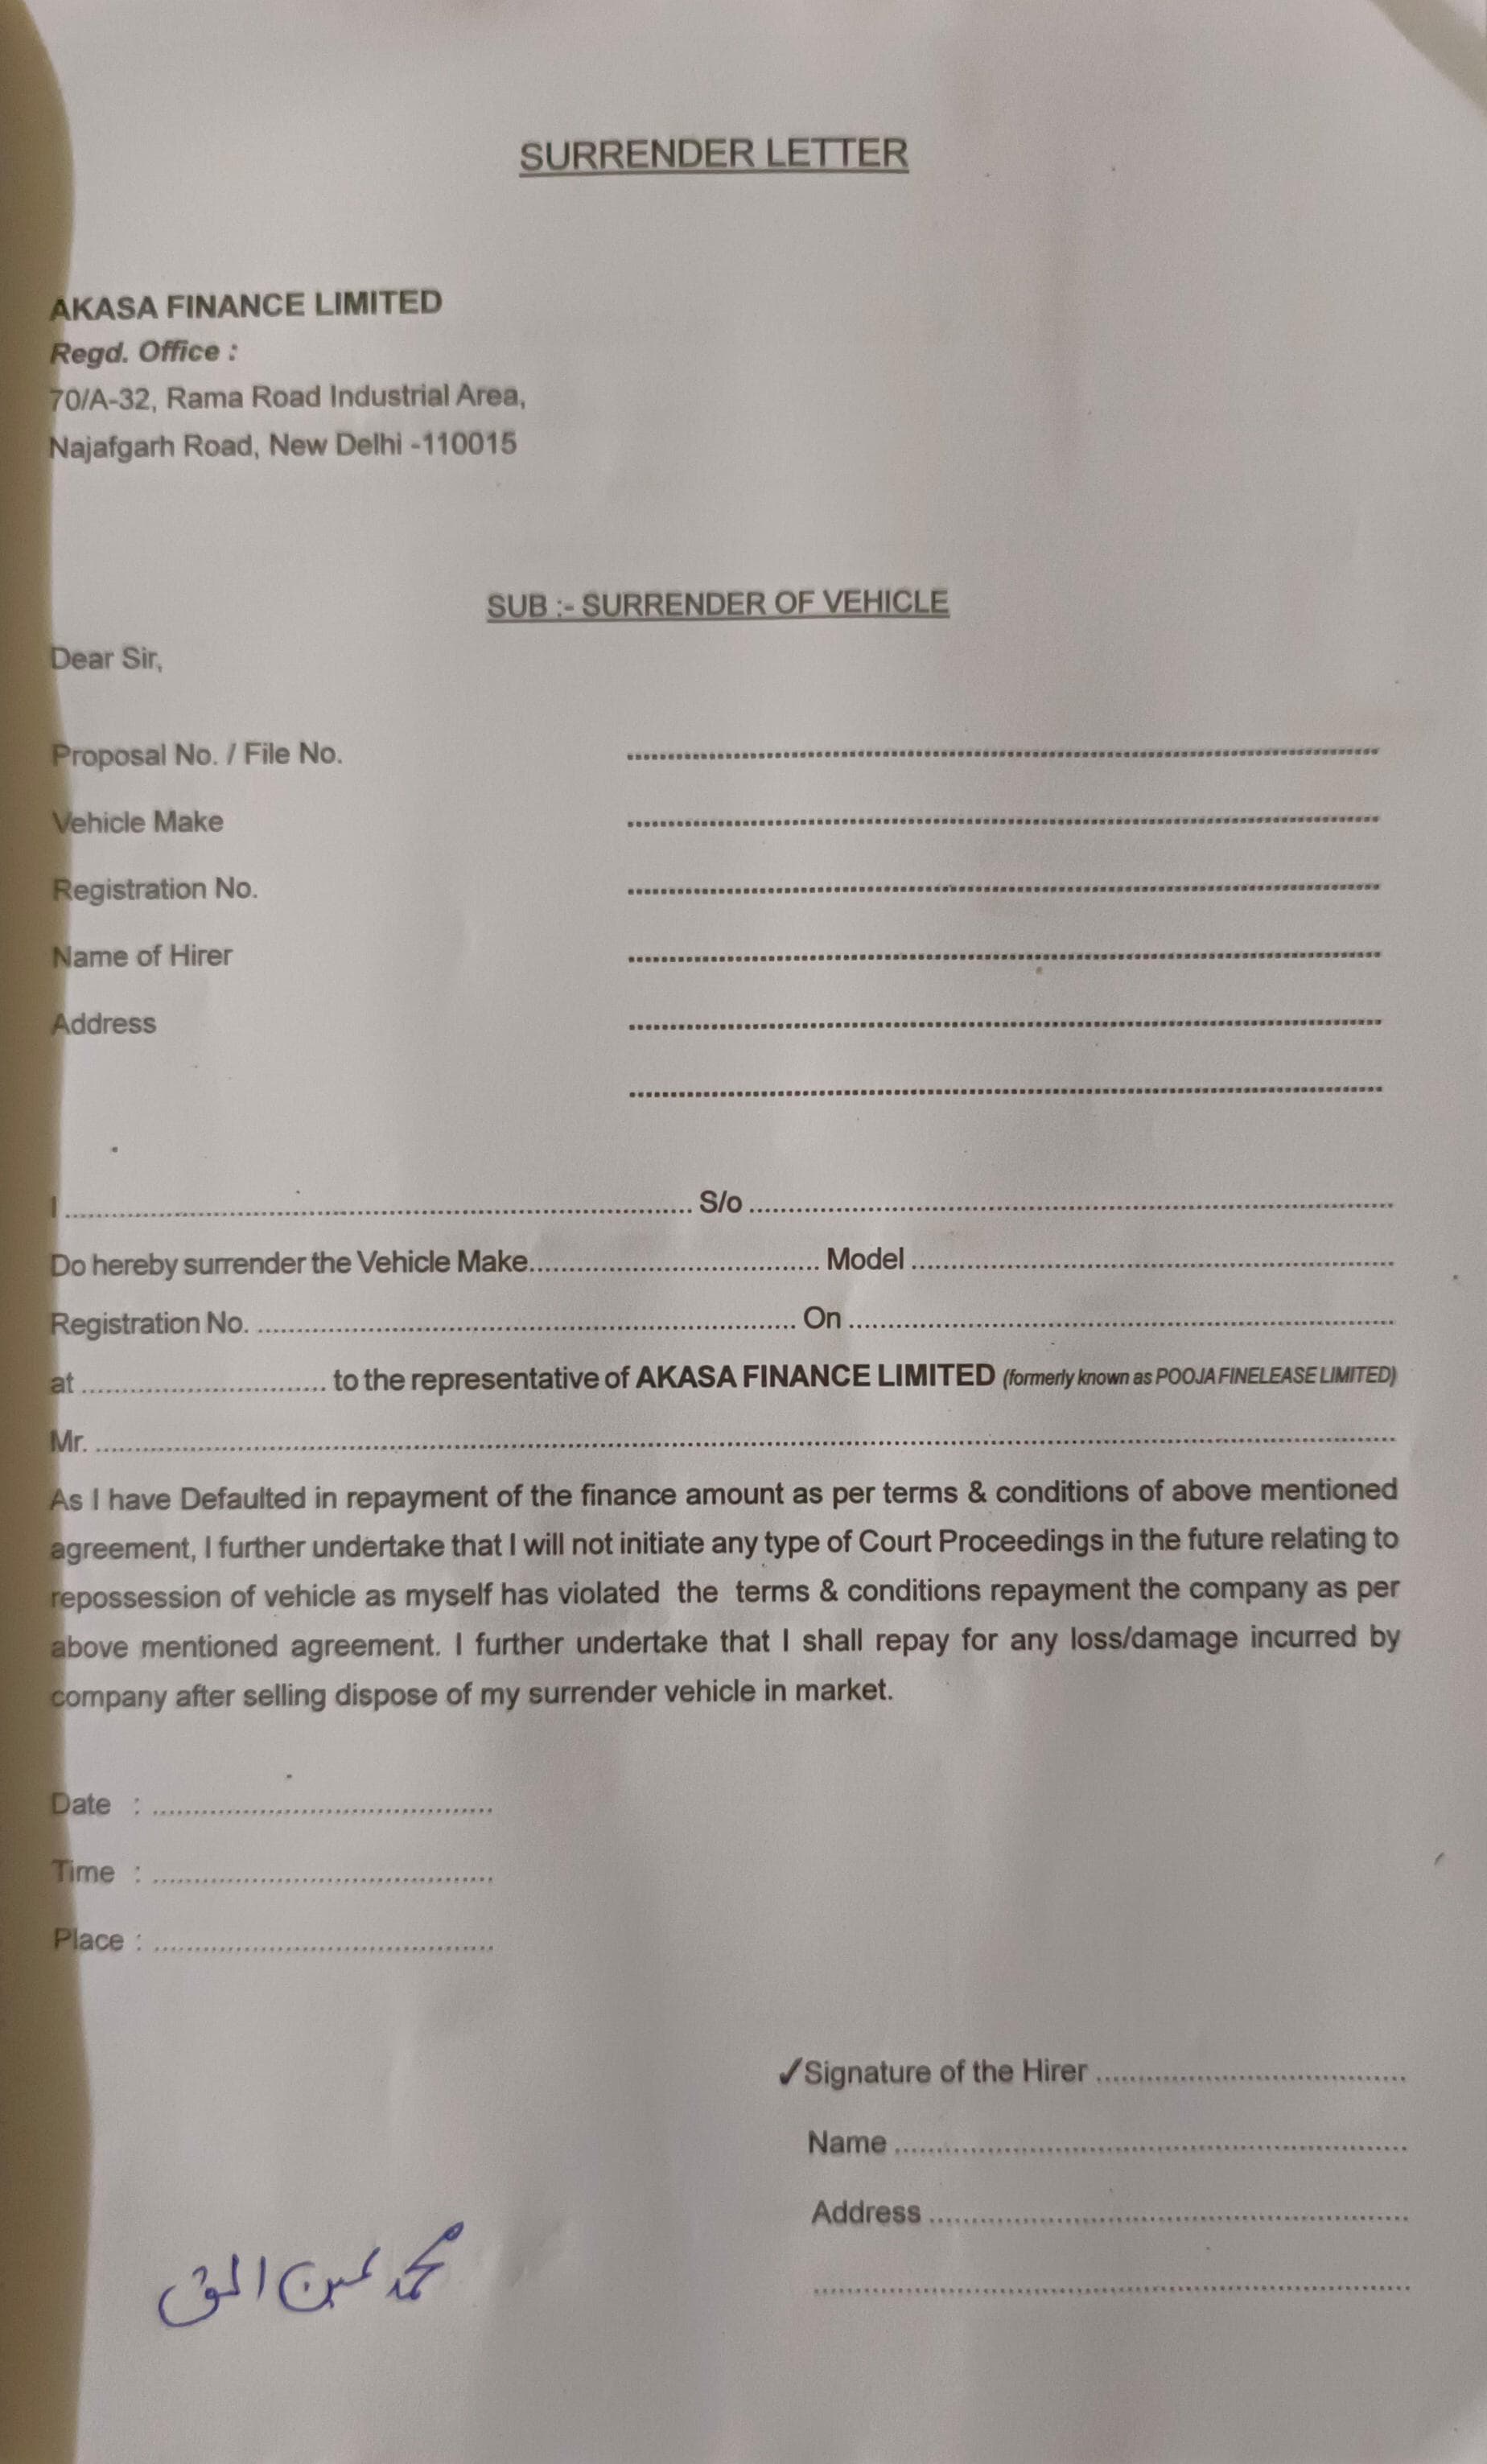 SURRENDER LETTER
AKASA FINANCE LIMITED
Regd. Office :
70/A-32, Rama Road Industrial Area,
Najafgarh Road, New Delhi -110015
SUB :- SURRENDER OF VEHICLE
Dear Sir,
Proposal No. / File No. ....................
Vehicle Make ....................
Registration No. ....................
Name of Hirer ....................
Address ....................
....................
I .................... S/o ....................
Do hereby surrender the Vehicle Make.................... Model ....................
Registration No. .................... On ....................
at .................... to the representative of AKASA FINANCE LIMITED (formerly known as POOJA FINELEASE LIMITED)
Mr. ....................
As I have Defaulted in repayment of the finance amount as per terms & conditions of above mentioned
agreement, I further undertake that I will not initiate any type of Court Proceedings in the future relating to
repossession of vehicle as myself has violated the terms & conditions repayment the company as per
above mentioned agreement. I further undertake that I shall repay for any loss/damage incurred by
company after selling dispose of my surrender vehicle in market.
Date : ....................
Time : ....................
Place : ....................
✓Signature of the Hirer ....................
Name ....................
Address ....................
....................
محمد الحق